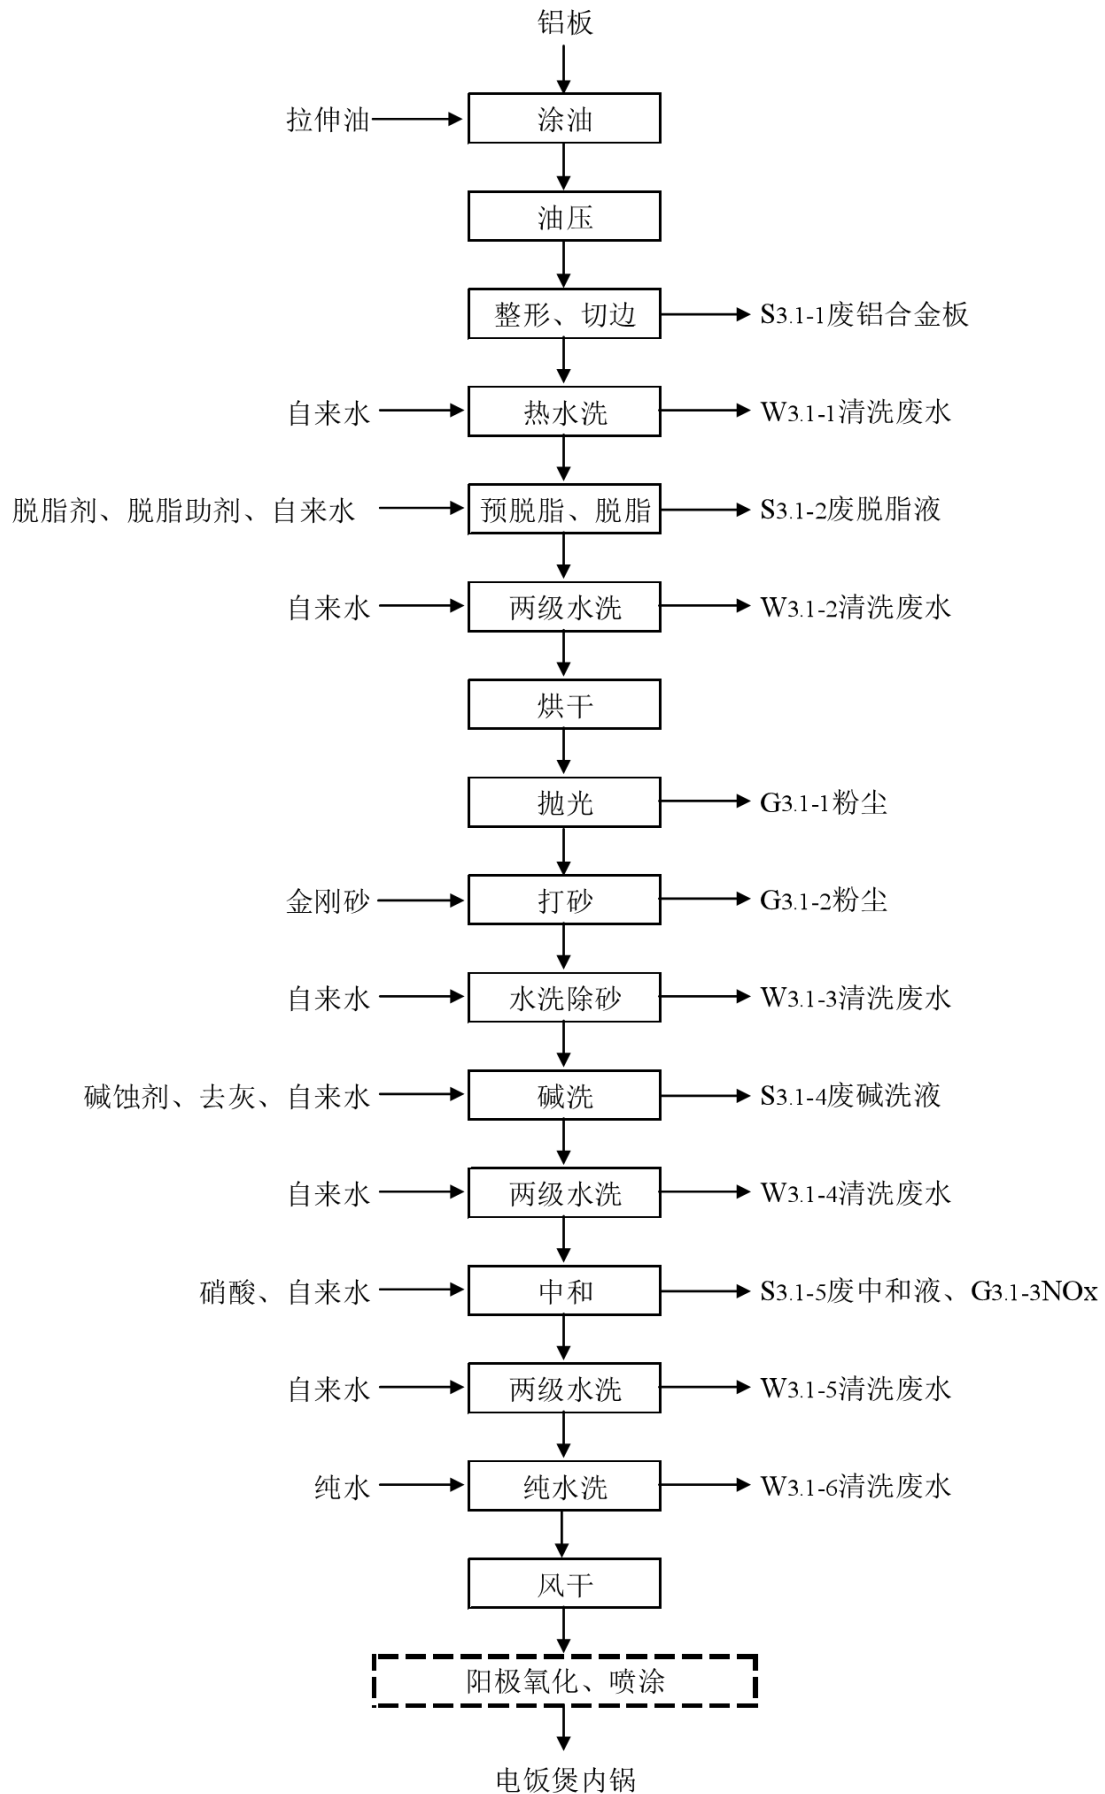 铝板
拉伸油 涂油
油压
整形、切边 S3.1-1废铝合金板
自来水 热水洗 W3.1-1清洗废水
脱脂剂、脱脂助剂、自来水 预脱脂、脱脂 S3.1-2废脱脂液
自来水 两级水洗 W3.1-2清洗废水
烘干
抛光 G3.1-1粉尘
金刚砂 打砂 G3.1-2粉尘
自来水 水洗除砂 W3.1-3清洗废水
碱蚀剂、去灰、自来水 碱洗 S3.1-4废碱洗液
自来水 两级水洗 W3.1-4清洗废水
硝酸、自来水 中和 S3.1-5废中和液、G3.1-3NOx
自来水 两级水洗 W3.1-5清洗废水
纯水 纯水洗 W3.1-6清洗废水
风干
阳极氧化、喷涂
电饭煲内锅